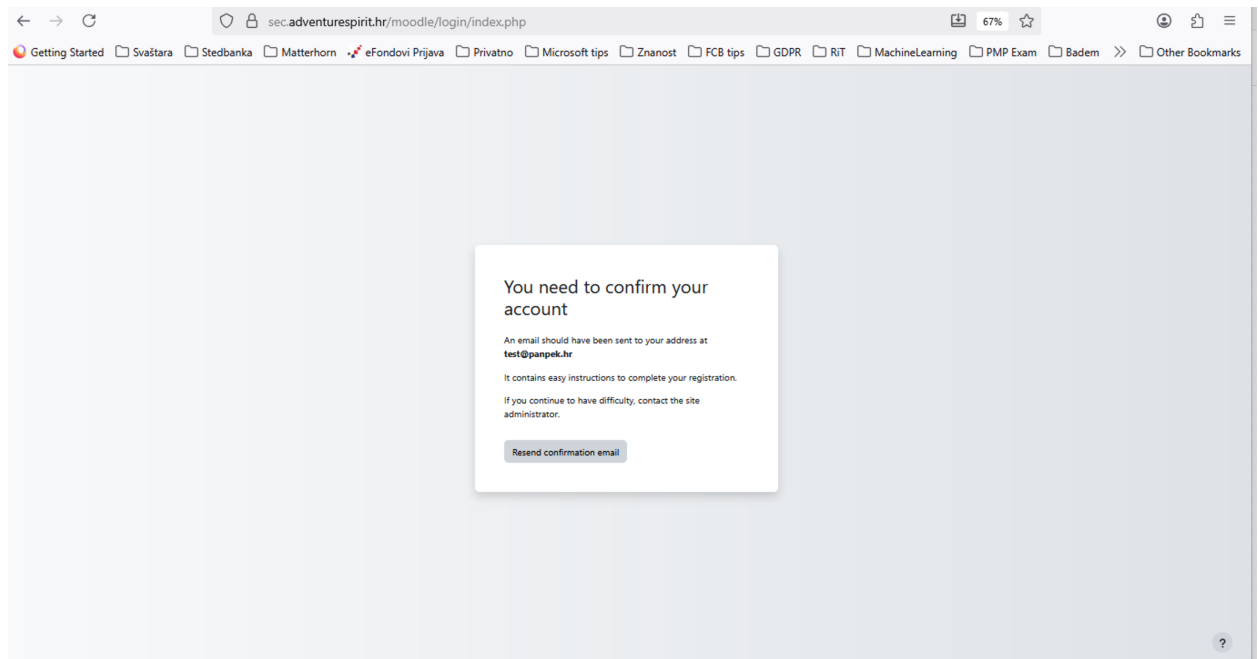 sec.adventurespirit.hr/moodle/login/index.php 67%
Getting Started Svaštara Stedbanka Matterhorn eFondovi Prijava Privatno Microsoft tips Znanost FCB tips GDPR RiT MachineLearning PMP Exam Badem Other Bookmarks
You need to confirm your
account
An email should have been sent to your address at
test@panpek.hr
It contains easy instructions to complete your registration.
If you continue to have difficulty, contact the site
administrator.
Resend confirmation email
?